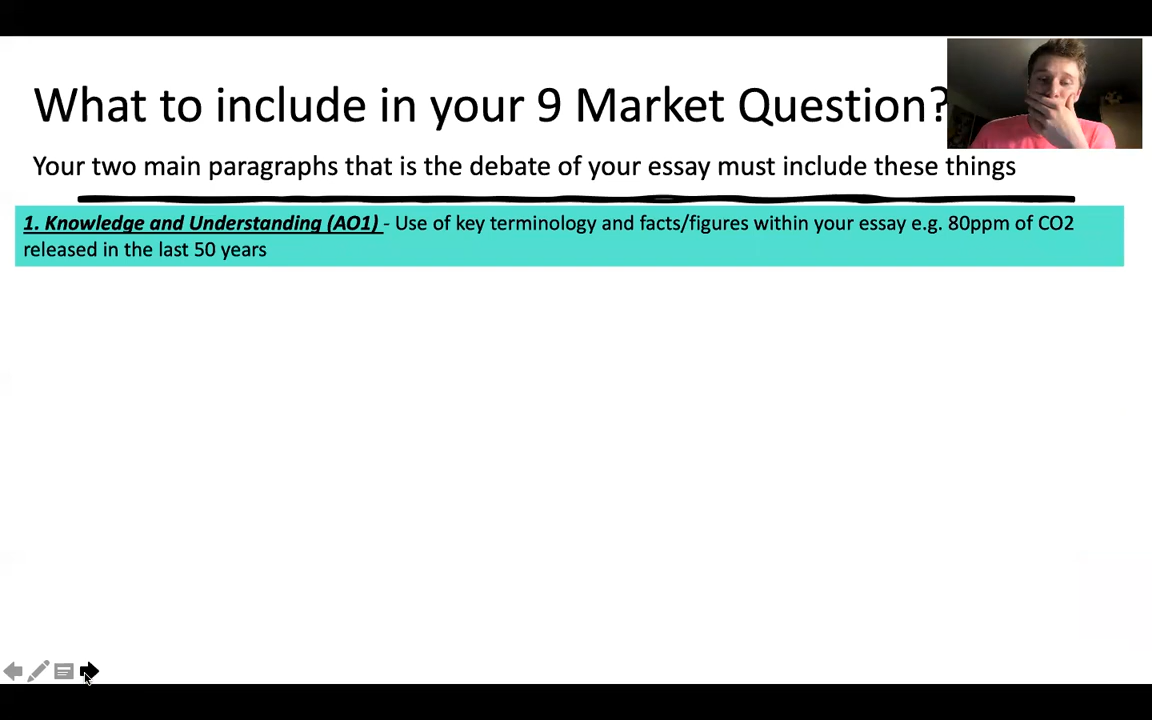 What to include in your 9 Market Question?
Your two main paragraphs that is the debate of your essay must include these things
1. Knowledge and Understanding (AO1) - Use of key terminology and facts/figures within your essay e.g. 80ppm of CO2
released in the last 50 years